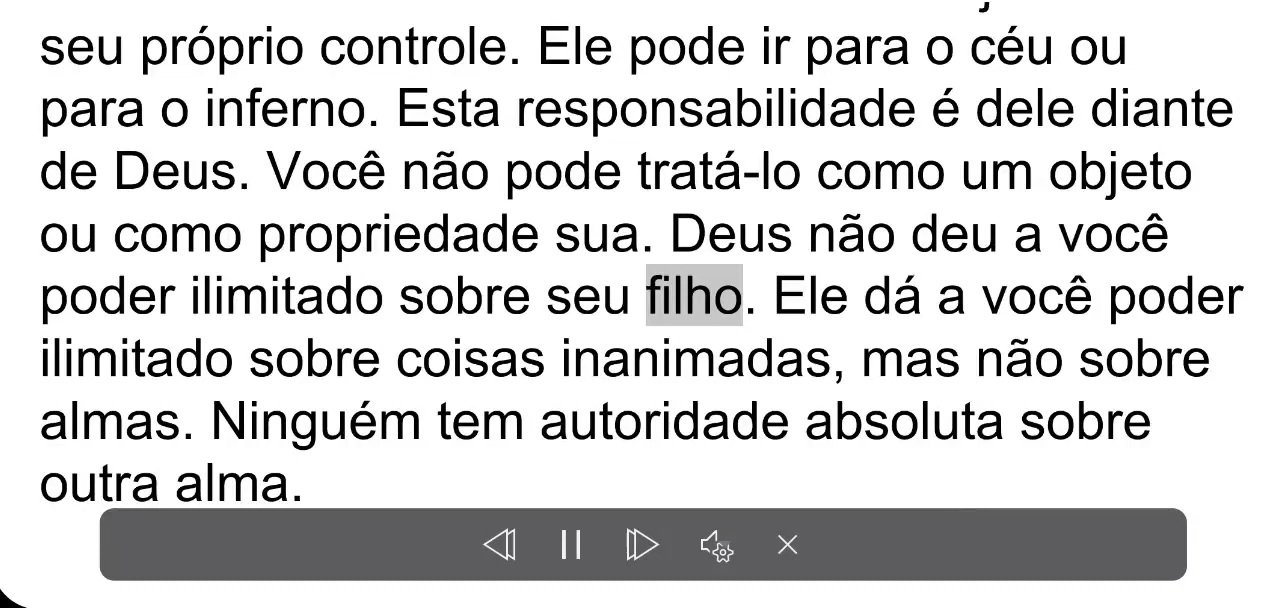 seu próprio controle. Ele pode ir para o céu ou
para o inferno. Esta responsabilidade é dele diante
de Deus. Você não pode tratá-lo como um objeto
ou como propriedade sua. Deus não deu a você
poder ilimitado sobre seu filho. Ele dá a você poder
ilimitado sobre coisas inanimadas, mas não sobre
almas. Ninguém tem autoridade absoluta sobre
outra alma.